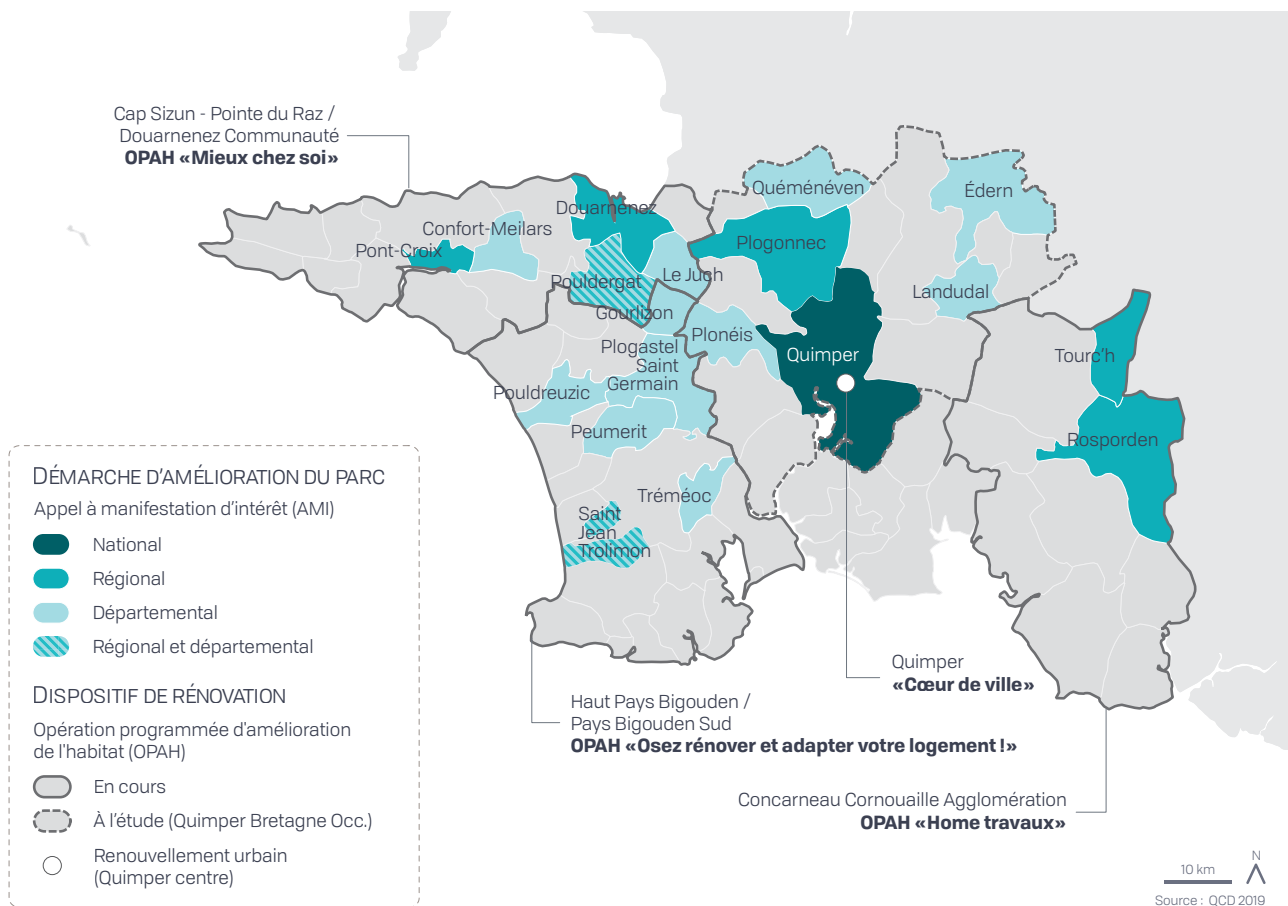 Cap Sizun - Pointe du Raz /
Douarnenez Communauté
OPAH «Mieux chez soi»
Quéménéven
Édern
Douarnenez
Confort-Meilars
Plogonnec
Pont-Croix
Le Juch
Pouldergat
Landudal
Gourlizon
Plonéis
Plogastel
Saint
Germain
Quimper
Tourc'h
Pouldreuzic
Peumerit
Rosporden
Tréméoc
Saint
Jean
Trolimon
DÉMARCHE D'AMÉLIORATION DU PARC
Appel à manifestation d'intérêt (AMI)
National
Régional
Départemental
Régional et départemental
DISPOSITIF DE RÉNOVATION
Opération programmée d'amélioration
de l'habitat (OPAH)
En cours
À l'étude (Quimper Bretagne Occ.)
Renouvellement urbain
(Quimper centre)
Quimper
«Cœur de ville»
Haut Pays Bigouden /
Pays Bigouden Sud
OPAH «Osez rénover et adapter votre logement !»
Concarneau Cornouaille Agglomération
OPAH «Home travaux»
10 km
N
Source : QCD 2019